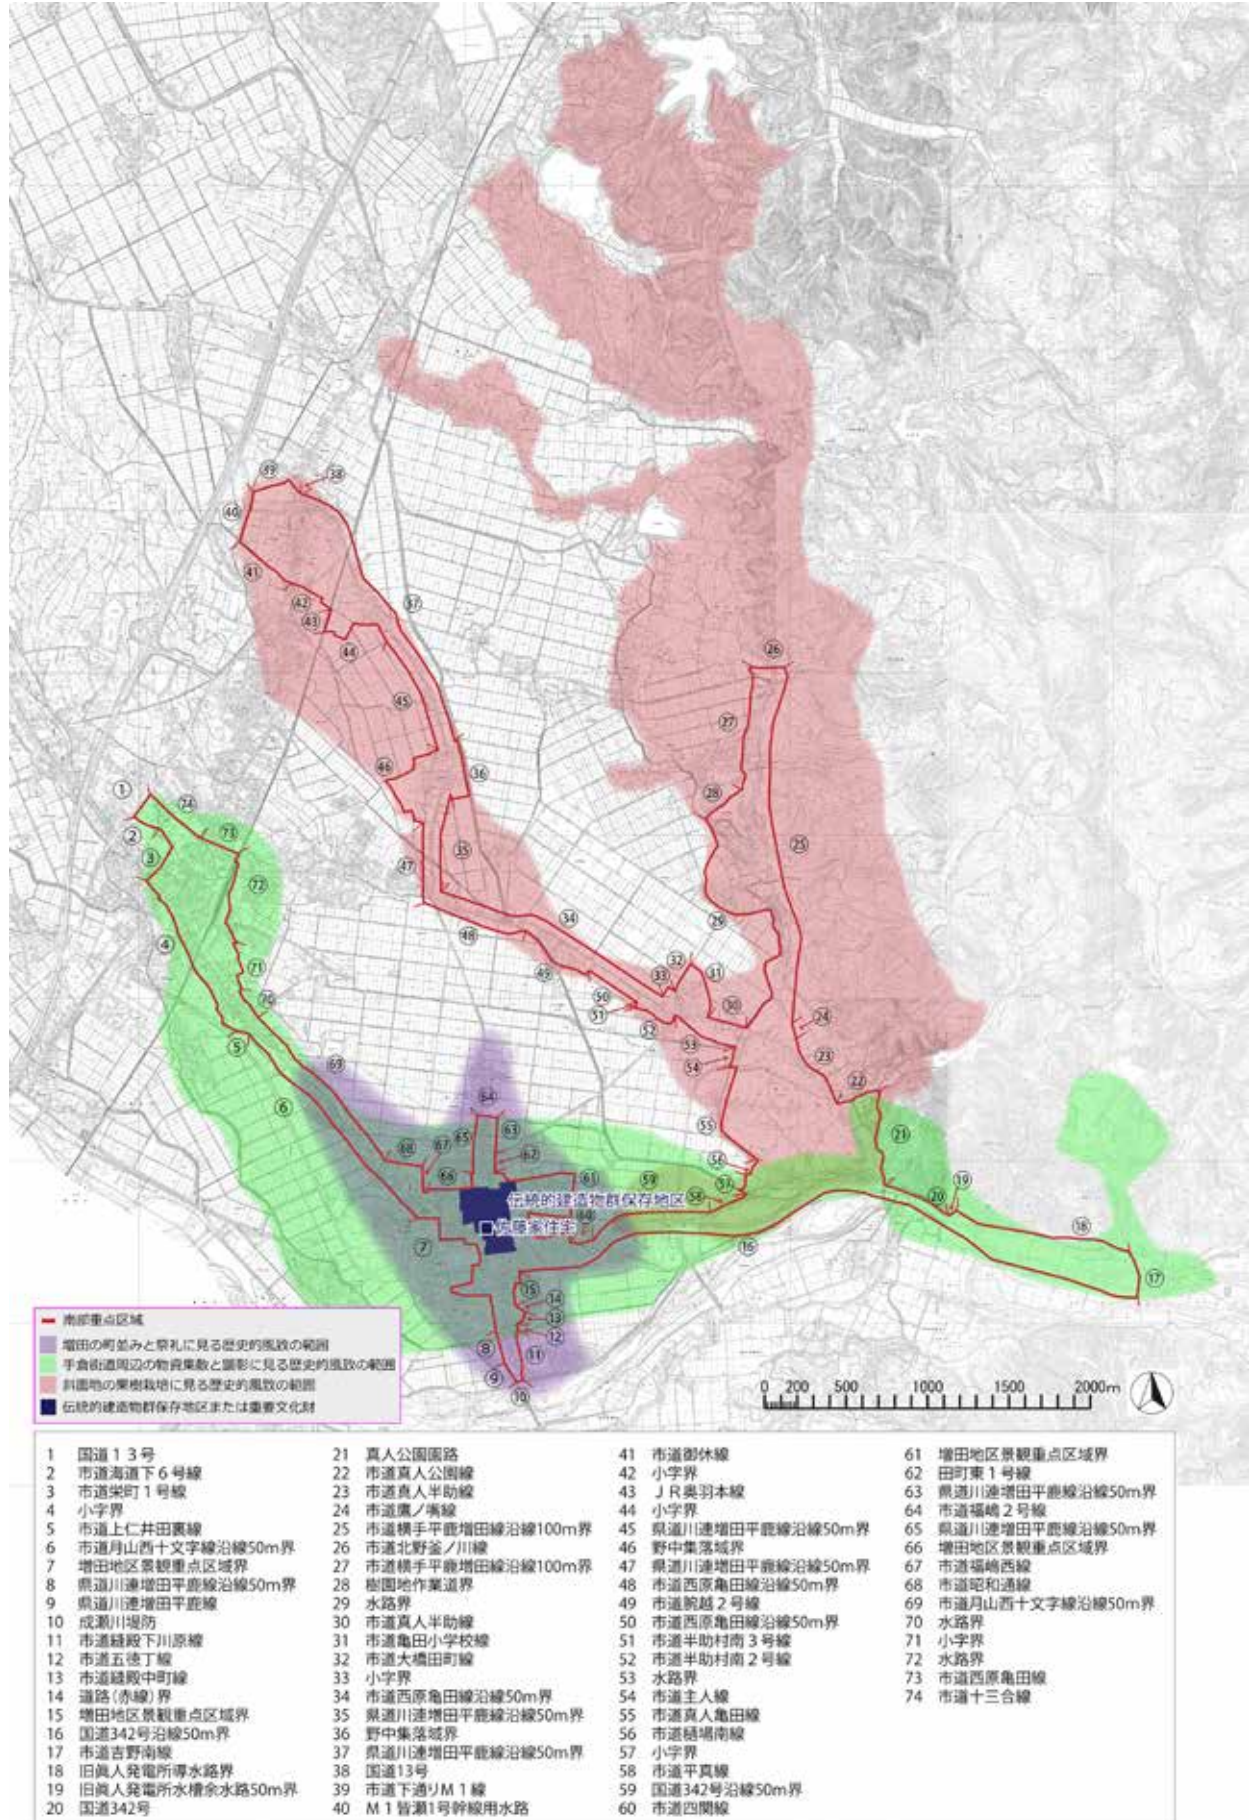 伝統的建造物群保存地区
佐藤家住宅
南部重点区域
増田の町並みと祭礼に見る歴史的風致の範囲
手倉街道周辺の物資集散と顕彰に見る歴史的風致の範囲
斜面地の果樹栽培に見る歴史的風致の範囲
伝統的建造物群保存地区または重要文化財
0 200 500 1000 2000m
1 国道13号
2 市道海道下6号線
3 市道栄町1号線
4 小字界
5 市道上仁井田裏線
6 市道月山西十文字線沿線50m界
7 増田地区景観重点区域界
8 県道川連増田平鹿線沿線50m界
9 県道川連増田平鹿線
10 成瀬川堤防
11 市道縫殿下川原線
12 市道五徳丁線
13 市道縫殿中町線
14 道路(赤線)界
15 増田地区景観重点区域界
16 国道342号沿線50m界
17 市道吉野南線
18 旧眞人発電所導水路界
19 旧眞人発電所水槽余水路50m界
20 国道342号
21 真人公園園路
22 市道真人公園線
23 市道真人半助線
24 市道鷹ノ嘴線
25 市道横手平鹿増田線沿線100m界
26 市道北野釜ノ川線
27 市道横手平鹿増田線沿線100m界
28 樹園地作業道界
29 水路界
30 市道真人半助線
31 市道亀田小学校線
32 市道大橋田町線
33 小字界
34 市道西原亀田線沿線50m界
35 県道川連増田平鹿線沿線50m界
36 野中集落域界
37 県道川連増田平鹿線沿線50m界
38 国道13号
39 市道下通りM1線
40 M1皆瀬1号幹線用水路
41 市道御休線
42 小字界
43 JR奥羽本線
44 小字界
45 県道川連増田平鹿線沿線50m界
46 野中集落域界
47 県道川連増田平鹿線沿線50m界
48 市道西原亀田線沿線50m界
49 市道腕越2号線
50 市道西原亀田線沿線50m界
51 市道半助村南3号線
52 市道半助村南2号線
53 水路界
54 市道主人線
55 市道真人亀田線
56 市道樋場南線
57 小字界
58 市道平真線
59 国道342号沿線50m界
60 市道四関線
61 増田地区景観重点区域界
62 田町東1号線
63 県道川連増田平鹿線沿線50m界
64 市道福嶋2号線
65 県道川連増田平鹿線沿線50m界
66 増田地区景観重点区域界
67 市道福嶋西線
68 市道昭和通線
69 市道月山西十文字線沿線50m界
70 水路界
71 小字界
72 水路界
73 市道西原亀田線
74 市道十三合線